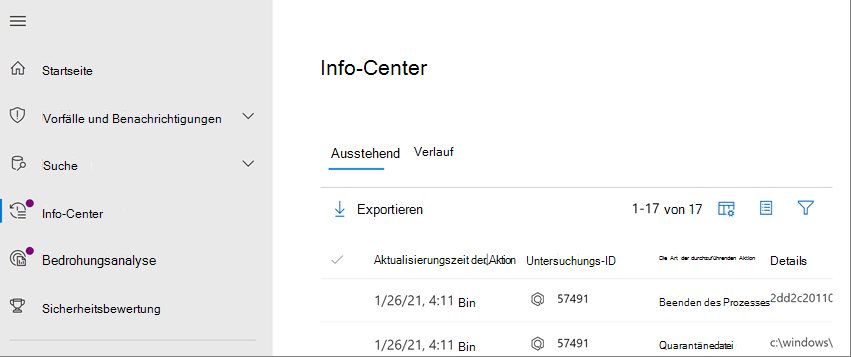 Startseite
Vorfälle und Benachrichtigungen
Suche
Info-Center
Bedrohungsanalyse
Sicherheitsbewertung
Info-Center
Ausstehend Verlauf
Exportieren 1-17 von 17
Aktualisierungszeit der Aktion Untersuchungs-ID Die Art der durchzuführenden Aktion Details
1/26/21, 4:11 Bin 57491 Beenden des Prozesses 2dd2c20110
1/26/21, 4:11 Bin 57491 Quarantänedatei c:\windows\